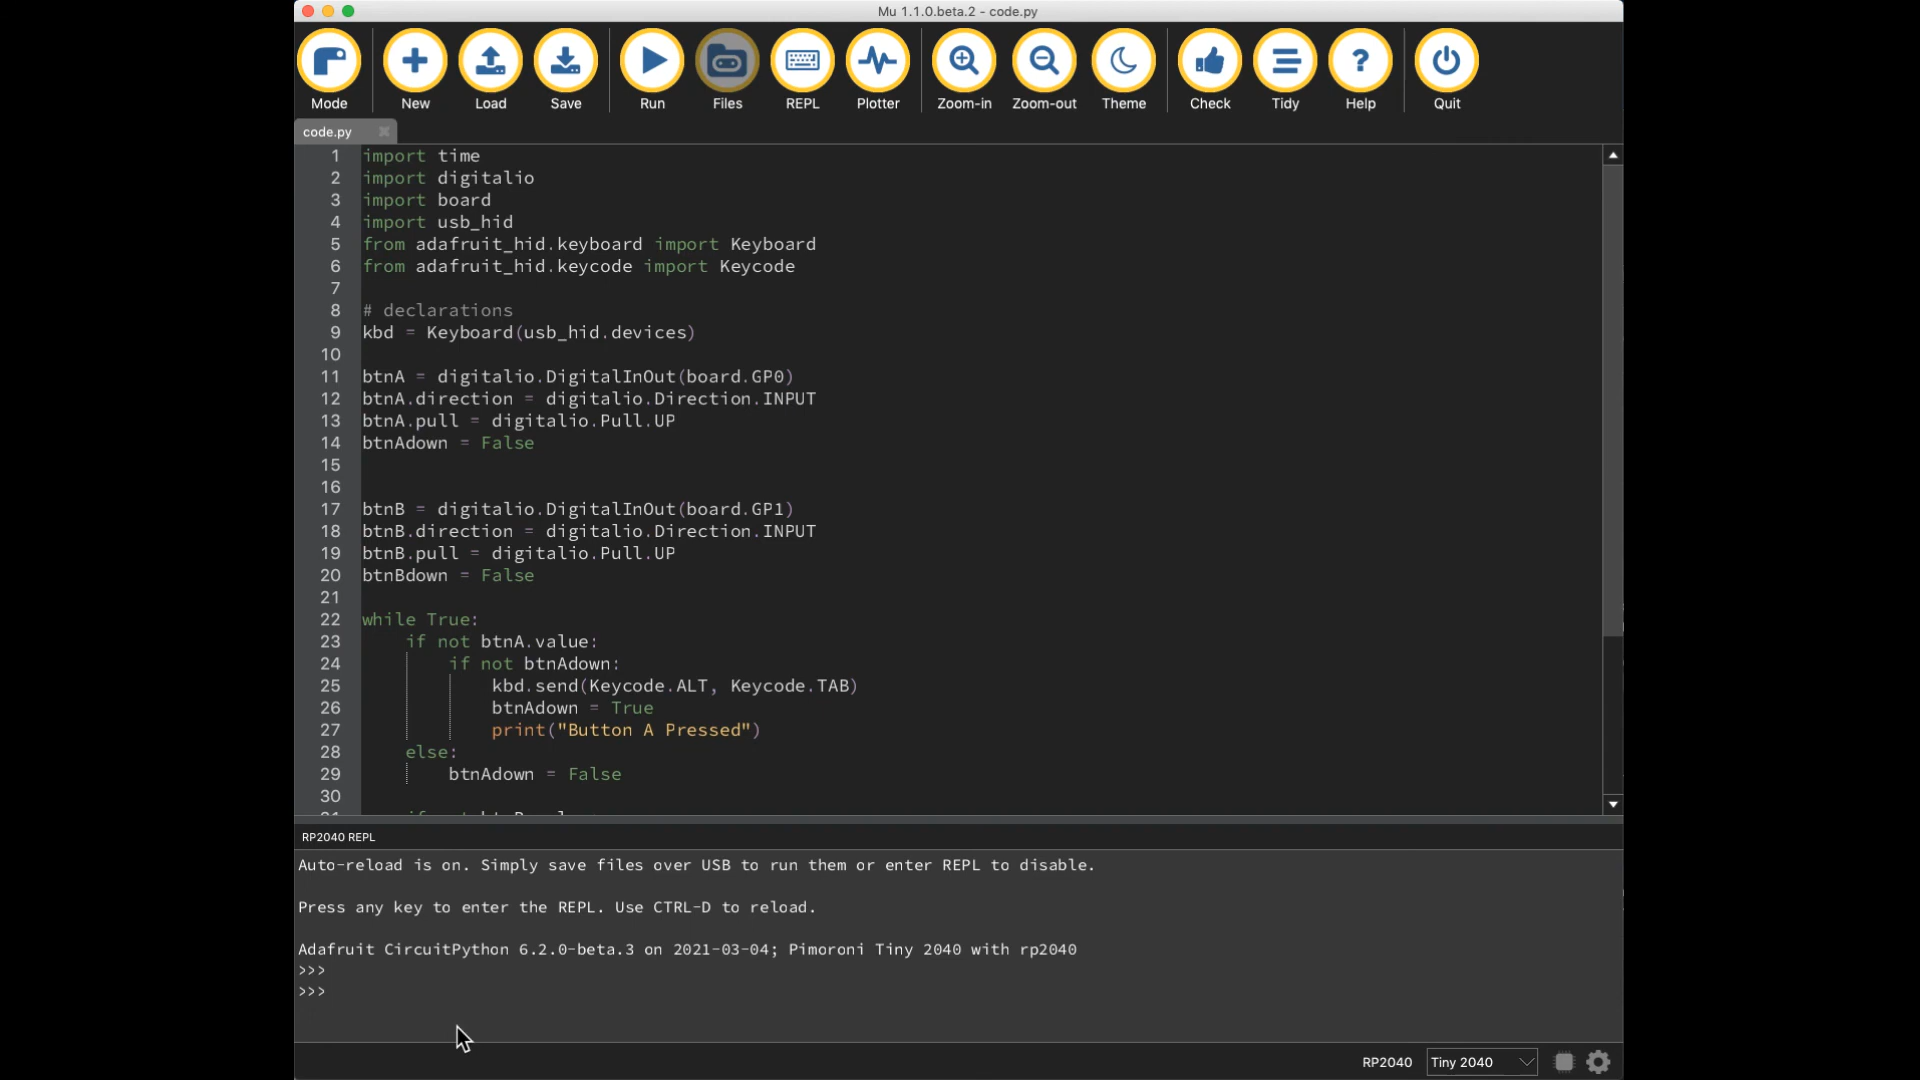 Mu 1.1.0.beta.2 - code.py
Mode New Load Save Run Files REPL Plotter Zoom-in Zoom-out Theme Check Tidy Help Quit
code.py
1 import time
2 import digitalio
3 import board
4 import usb_hid
5 from adafruit_hid.keyboard import Keyboard
6 from adafruit_hid.keycode import Keycode
7
8 # declarations
9 kbd = Keyboard(usb_hid.devices)
10
11 btnA = digitalio.DigitalInOut(board.GP0)
12 btnA.direction = digitalio.Direction.INPUT
13 btnA.pull = digitalio.Pull.UP
14 btnAdown = False
15
16
17 btnB = digitalio.DigitalInOut(board.GP1)
18 btnB.direction = digitalio.Direction.INPUT
19 btnB.pull = digitalio.Pull.UP
20 btnBdown = False
21
22 while True:
23     if not btnA.value:
24         if not btnAdown:
25             kbd.send(Keycode.ALT, Keycode.TAB)
26             btnAdown = True
27             print("Button A Pressed")
28     else:
29         btnAdown = False
30
RP2040 REPL
Auto-reload is on. Simply save files over USB to run them or enter REPL to disable.
Press any key to enter the REPL. Use CTRL-D to reload.
Adafruit CircuitPython 6.2.0-beta.3 on 2021-03-04; Pimoroni Tiny 2040 with rp2040
>>>
>>>
RP2040 Tiny 2040